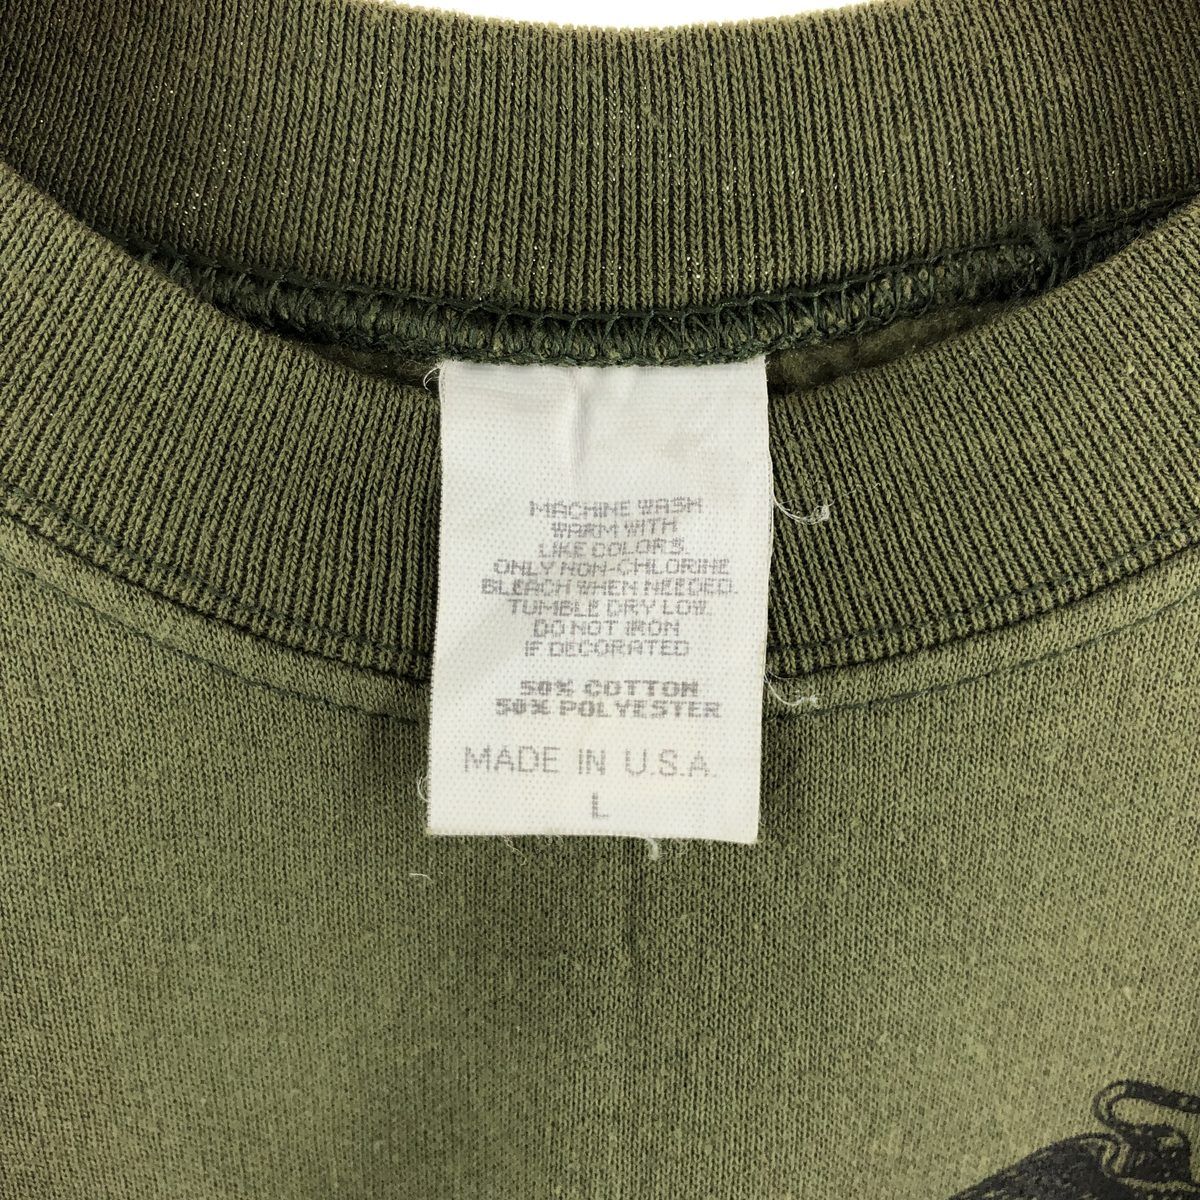 MACHINE WASH
WARM WITH
LIKE COLORS.
ONLY NON-CHLORINE
BLEACH WHEN NEEDED.
TUMBLE DRY LOW.
DO NOT IRON
IF DECORATED
50% COTTON
50% POLYESTER
MADE IN U.S.A.
L